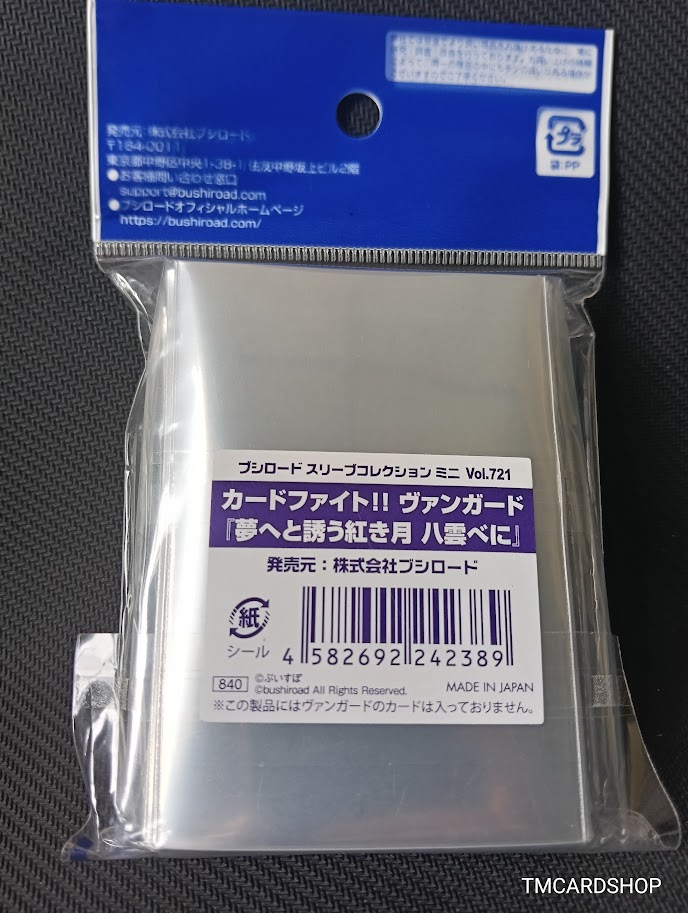 発売元：株式会社ブシロード
〒164-0011
東京都中野区中央1-38-1 住友中野坂上ビル2階
●お客様問い合わせ窓口
support@bushiroad.com
●ブシロードオフィシャルホームページ
https://bushiroad.com/
プラ
袋:PP
ブシロード スリーブコレクション ミニ Vol.721
カードファイト!! ヴァンガード
『夢へと誘う紅き月 八雲べに』
発売元：株式会社ブシロード
紙
シール
4 582692 242389
840
©ぶいすぽ
©bushiroad All Rights Reserved.
MADE IN JAPAN
※この製品にはヴァンガードのカードは入っておりません。
TMCARDSHOP